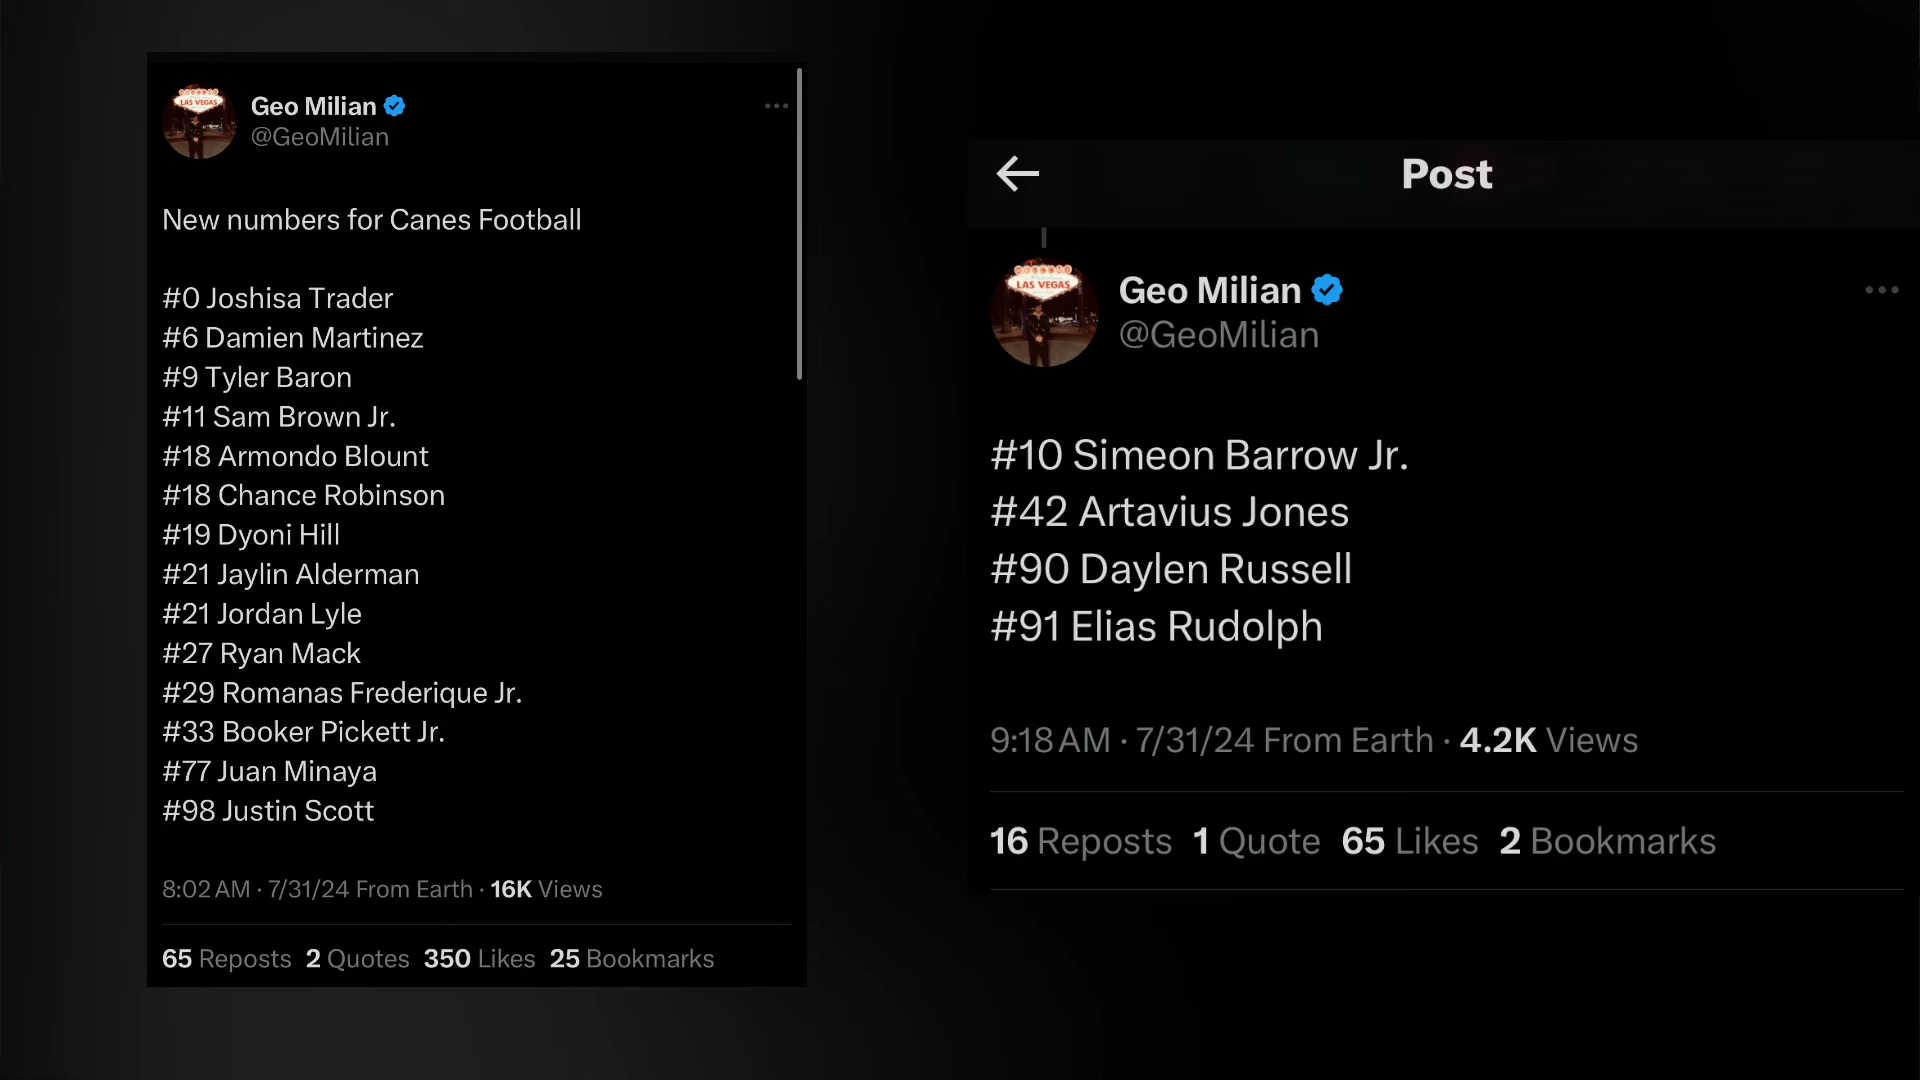 LAS VEGAS
Geo Milian
@GeoMilian
New numbers for Canes Football
#0 Joshisa Trader
#6 Damien Martinez
#9 Tyler Baron
#11 Sam Brown Jr.
#18 Armondo Blount
#18 Chance Robinson
#19 Dyoni Hill
#21 Jaylin Alderman
#21 Jordan Lyle
#27 Ryan Mack
#29 Romanas Frederique Jr.
#33 Booker Pickett Jr.
#77 Juan Minaya
#98 Justin Scott
8:02 AM · 7/31/24 From Earth · 16K Views
65 Reposts 2 Quotes 350 Likes 25 Bookmarks
Post
LAS VEGAS
Geo Milian
@GeoMilian
#10 Simeon Barrow Jr.
#42 Artavius Jones
#90 Daylen Russell
#91 Elias Rudolph
9:18 AM · 7/31/24 From Earth · 4.2K Views
16 Reposts 1 Quote 65 Likes 2 Bookmarks